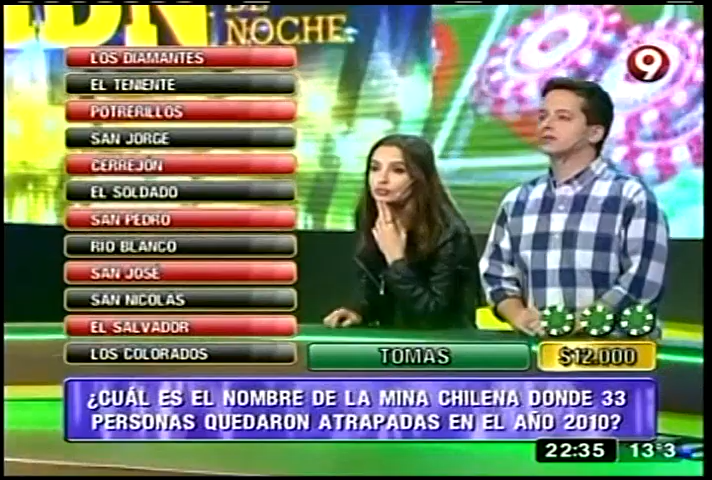 DE
NOCHE
9
LOS DIAMANTES
EL TENIENTE
POTRERILLOS
SAN JORGE
CERREJÓN
EL SOLDADO
SAN PEDRO
RIO BLANCO
SAN JOSÉ
SAN NICOLÁS
EL SALVADOR
LOS COLORADOS
TOMAS
$12.000
¿CUÁL ES EL NOMBRE DE LA MINA CHILENA DONDE 33
PERSONAS QUEDARON ATRAPADAS EN EL AÑO 2010?
22:35 13°3